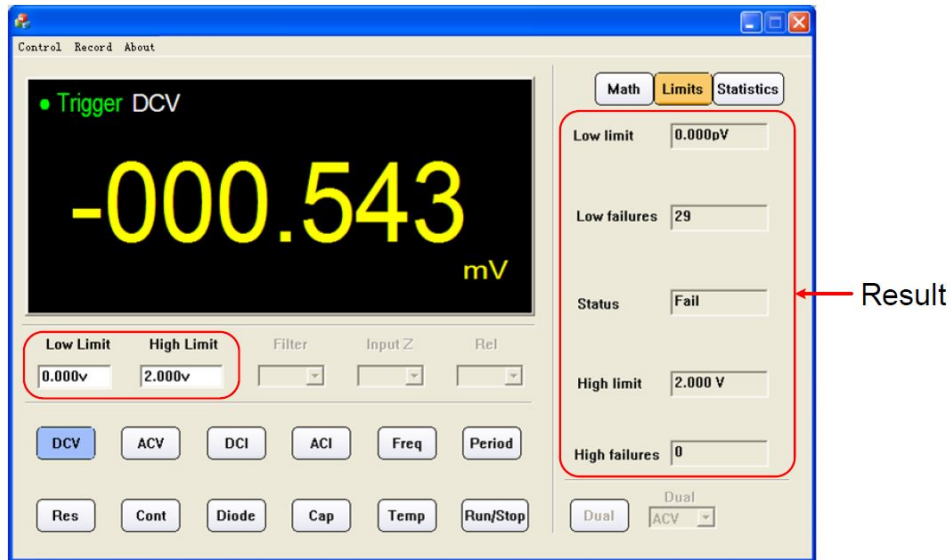 Control Record About
Trigger DCV
-000.543
mV
Low Limit High Limit Filter Input Z Rel
0.000v 2.000v
DCV ACV DCI ACI Freq Period
Res Cont Diode Cap Temp Run/Stop
Math Limits Statistics
Low limit 0.000pV
Low failures 29
Status Fail
High limit 2.000 V
High failures 0
Dual
Dual ACV
Result